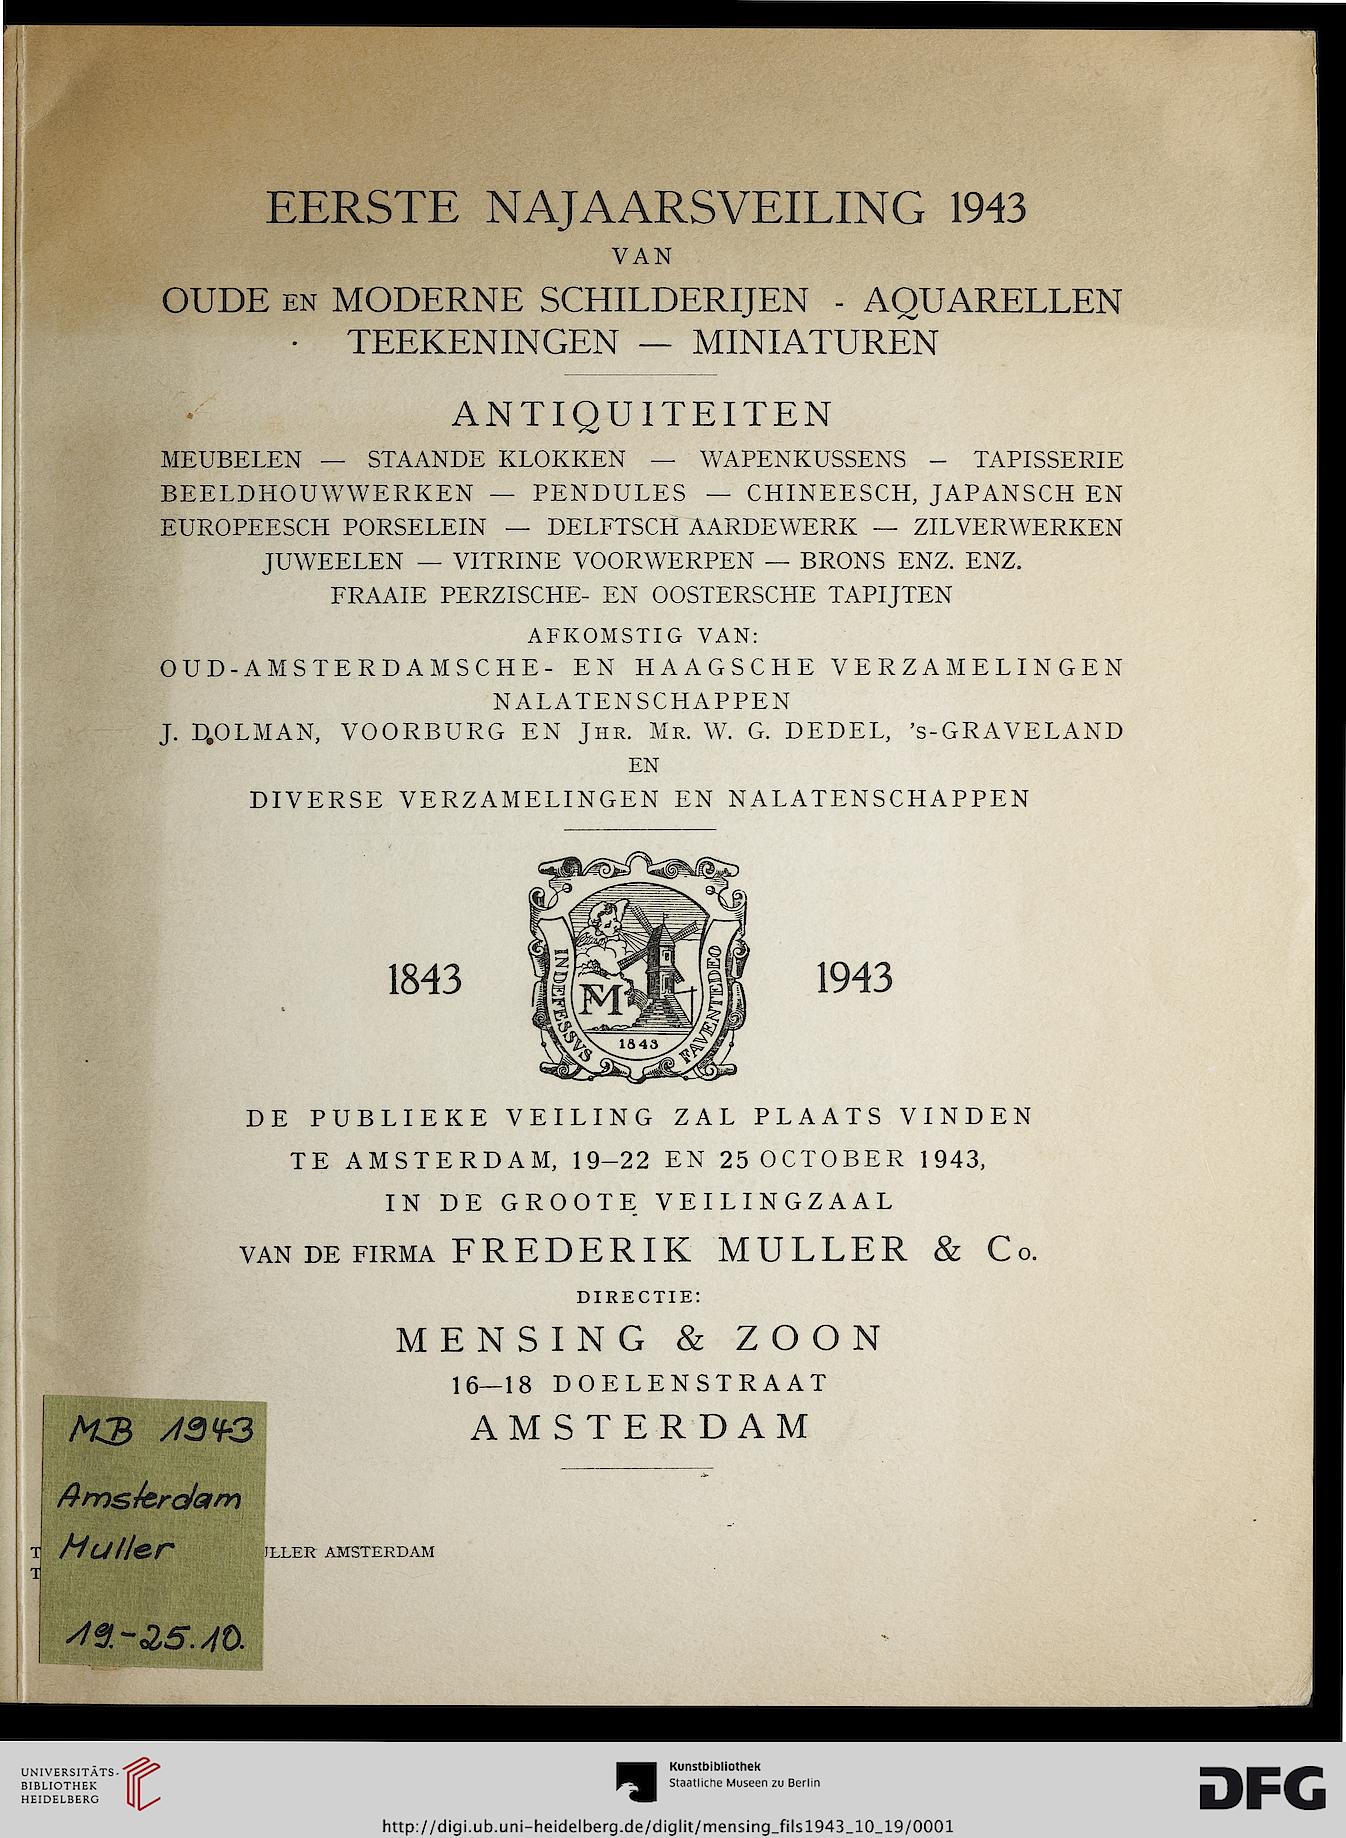 EERSTE NAJAARSVEILING 1943
VAN
OUDE EN MODERNE SCHILDERIJEN - AQUARELLEN
TEEKENINGEN — MINIATUREN
ANTIQUITEITEN
MEUBELEN — STAANDE KLOKKEN — WAPENKUSSENS — TAPISSERIE
BEELDHOUWWERKEN — PENDULES — CHINEESCH, JAPANSCH EN
EUROPEESCH PORSELEIN — DELFTSCH AARDEWERK — ZILVERWERKEN
JUWEELEN — VITRINE VOORWERPEN — BRONS ENZ. ENZ.
FRAAIE PERZISCHE- EN OOSTERSCHE TAPIJTEN
AFKOMSTIG VAN:
OUD-AMSTERDAMSCHE- EN HAAGSCHE VERZAMELINGEN
NALATENSCHAPPEN
J. DOLMAN, VOORBURG EN JHR. MR. W. G. DEDEL, 's-GRAVELAND
EN
DIVERSE VERZAMELINGEN EN NALATENSCHAPPEN
1843
INDEFESSVS FAVENTEDEO
FM
1843
1943
DE PUBLIEKE VEILING ZAL PLAATS VINDEN
TE AMSTERDAM, 19–22 EN 25 OCTOBER 1943,
IN DE GROOTE VEILINGZAAL
VAN DE FIRMA FREDERIK MULLER & Co.
DIRECTIE:
MENSING & ZOON
16—18 DOELENSTRAAT
AMSTERDAM
MB 1943
Amsterdam
Muller
19.-25.10.
T ULLER AMSTERDAM
T
UNIVERSITÄTS-
BIBLIOTHEK
HEIDELBERG
Kunstbibliothek
Staatliche Museen zu Berlin
DFG
http://digi.ub.uni-heidelberg.de/diglit/mensing_fils1943_10_19/0001